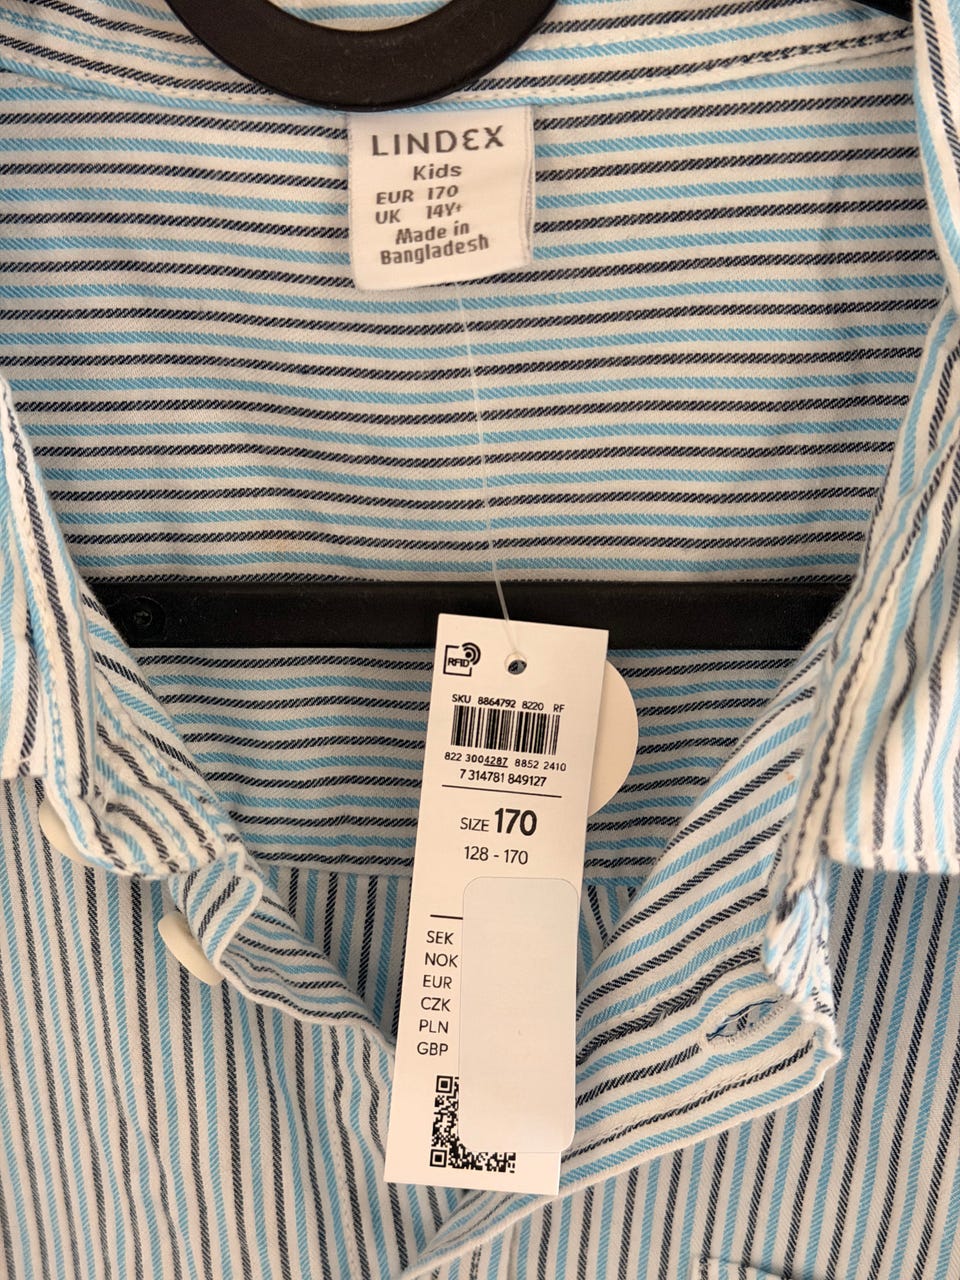 LINDEX
Kids
EUR 170
UK 14Y+
Made in
Bangladesh
RFID
SKU 8864792 8220 RF
822 3004287 8852 2410
7 314781 849127
SIZE 170
128 - 170
SEK
NOK
EUR
CZK
PLN
GBP